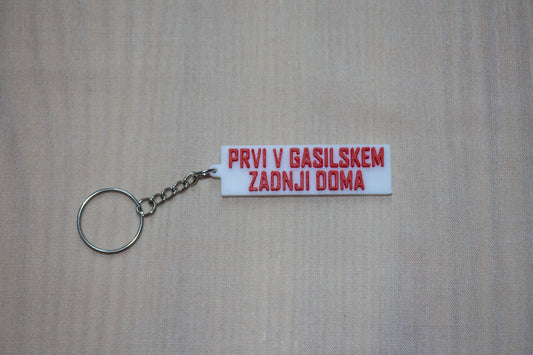 PRVI V GASILSKEM
ZADNJI DOMA